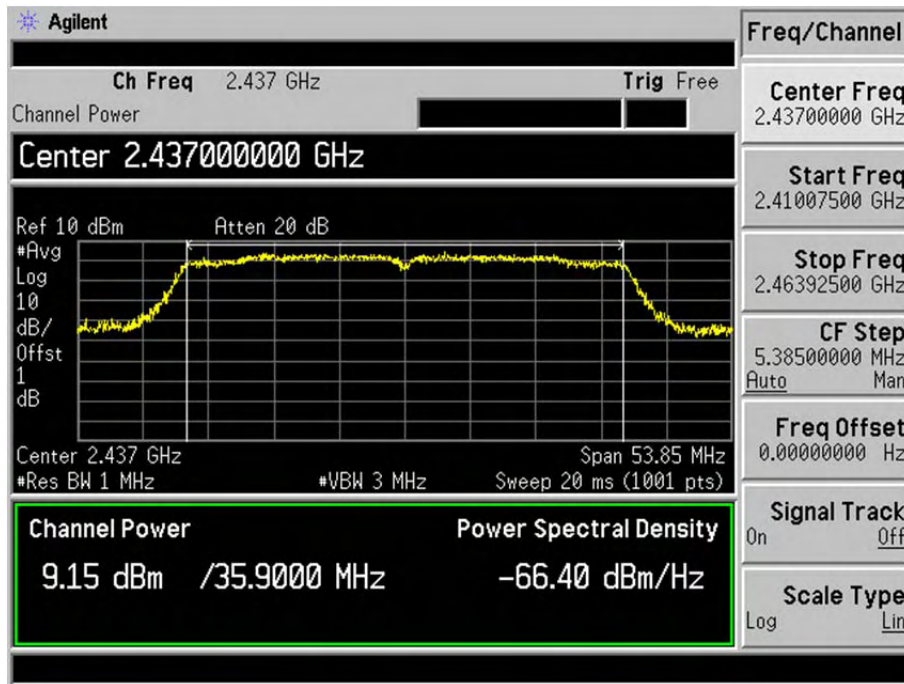 Agilent
Freq/Channel
Ch Freq 2.437 GHz Trig Free
Channel Power
Center 2.437000000 GHz
Ref 10 dBm Atten 20 dB
#Avg
Log
10
dB/
Offset
1
dB
Center 2.437 GHz Span 53.85 MHz
#Res BW 1 MHz #VBW 3 MHz Sweep 20 ms (1001 pts)
Channel Power Power Spectral Density
9.15 dBm /35.9000 MHz -66.40 dBm/Hz
Center Freq
2.43700000 GHz
Start Freq
2.41007500 GHz
Stop Freq
2.46392500 GHz
CF Step
5.38500000 MHz
Auto Man
Freq Offset
0.00000000 Hz
Signal Track
On Off
Scale Type
Log Lin